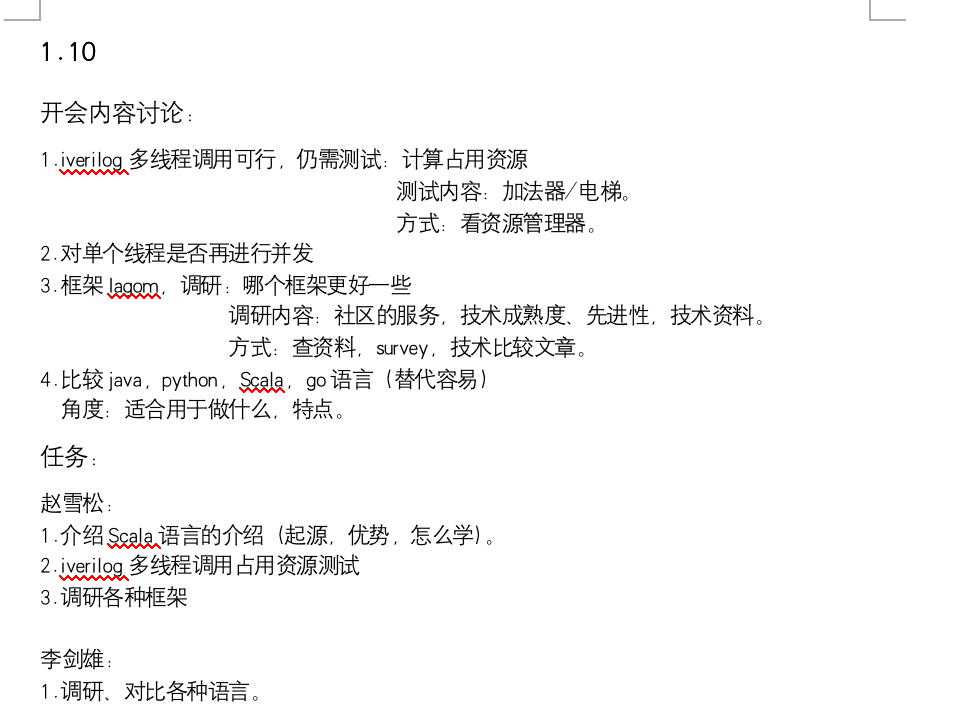 1.10
开会内容讨论：
1.iverilog 多线程调用可行，仍需测试：计算占用资源
测试内容：加法器/电梯。
方式：看资源管理器。
2.对单个线程是否再进行并发
3.框架 lagom，调研：哪个框架更好一些
调研内容：社区的服务，技术成熟度、先进性，技术资料。
方式：查资料，survey，技术比较文章。
4.比较 java，python，Scala，go 语言（替代容易）
角度：适合用于做什么，特点。
任务：
赵雪松：
1.介绍 Scala 语言的介绍（起源，优势，怎么学）。
2.iverilog 多线程调用占用资源测试
3.调研各种框架
李剑雄：
1.调研、对比各种语言。